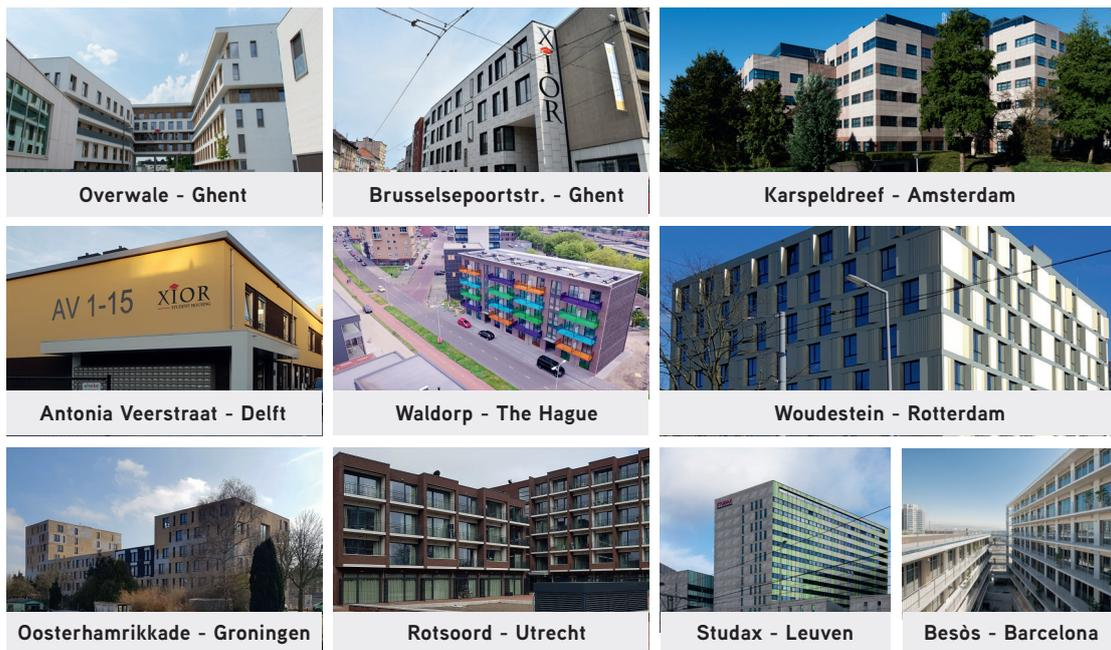 XIOR
Overwale - Ghent
Brusselsepoortstr. - Ghent
Karspeldreef - Amsterdam
AV 1-15
XIOR
STUDENT HOUSING
Antonia Veerstraat - Delft
Waldorp - The Hague
Woudestein - Rotterdam
STUDAX
Oosterhamrikkade - Groningen
Rotsoord - Utrecht
Studax - Leuven
Besòs - Barcelona